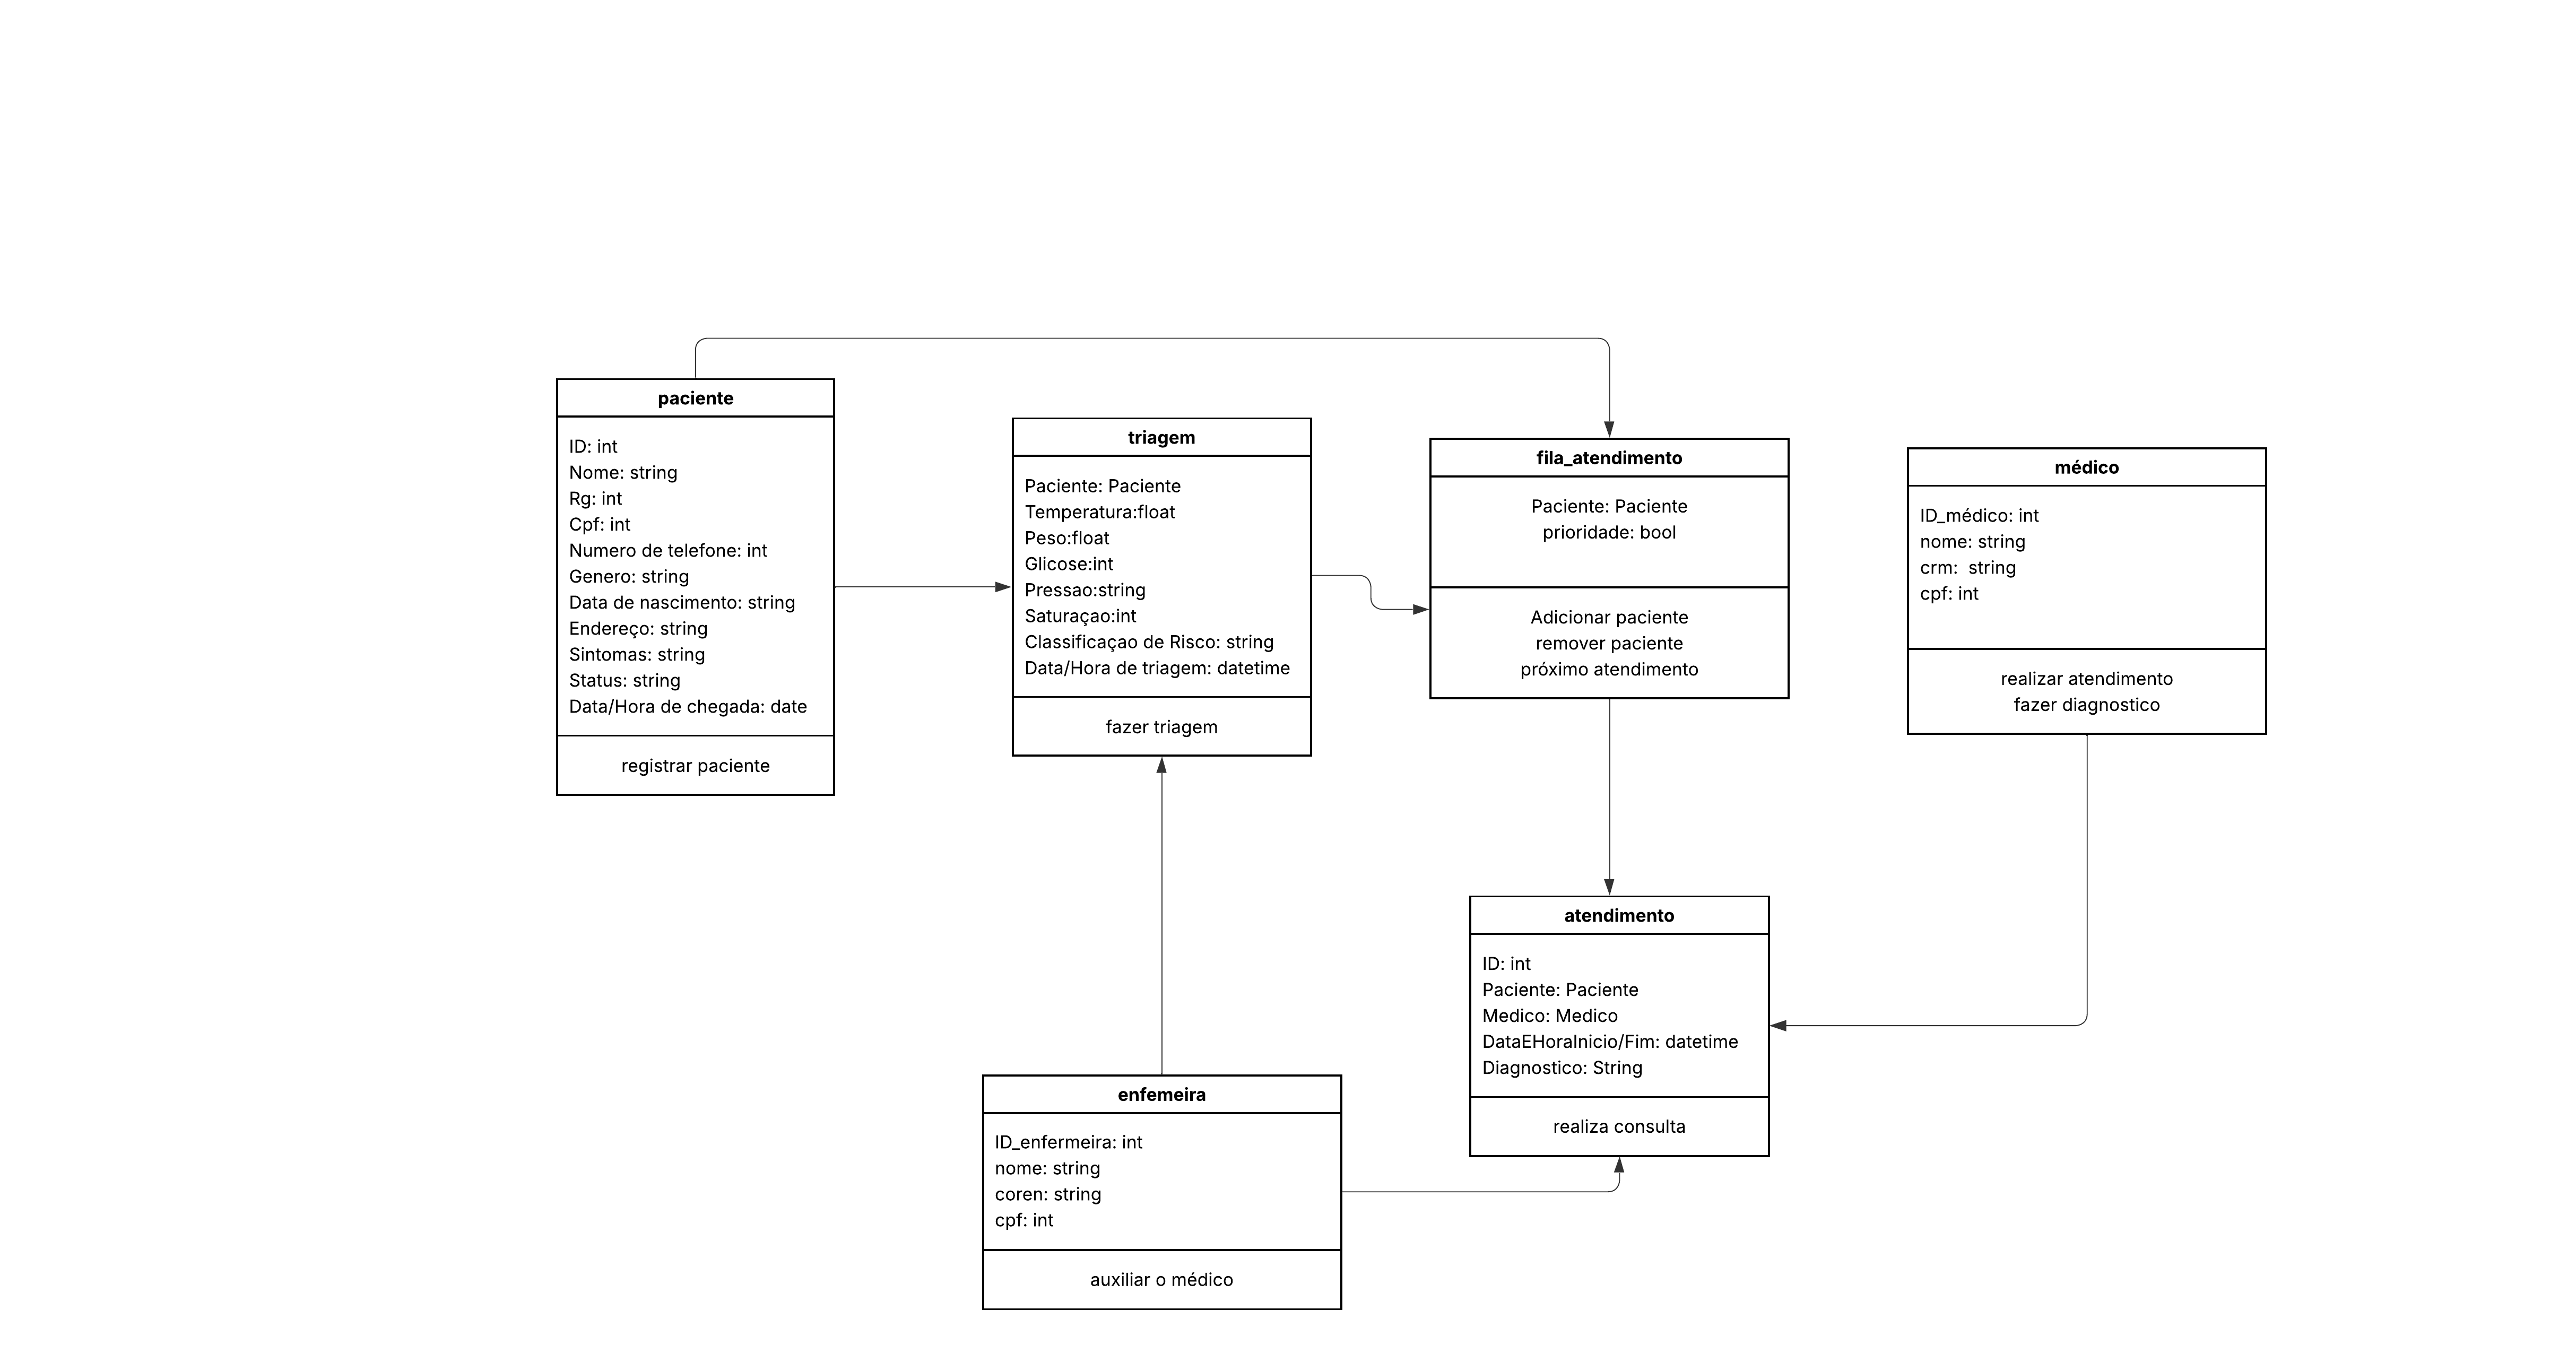 paciente
ID: int
Nome: string
Rg: int
Cpf: int
Numero de telefone: int
Genero: string
Data de nascimento: string
Endereço: string
Sintomas: string
Status: string
Data/Hora de chegada: date
registrar paciente
triagem
Paciente: Paciente
Temperatura:float
Peso:float
Glicose:int
Pressao:string
Saturaçao:int
Classificaçao de Risco: string
Data/Hora de triagem: datetime
fazer triagem
fila_atendimento
Paciente: Paciente
prioridade: bool
Adicionar paciente
remover paciente
próximo atendimento
médico
ID_médico: int
nome: string
crm:  string
cpf: int
realizar atendimento
fazer diagnostico
atendimento
ID: int
Paciente: Paciente
Medico: Medico
DataEHoraInicio/Fim: datetime
Diagnostico: String
realiza consulta
enfemeira
ID_enfermeira: int
nome: string
coren: string
cpf: int
auxiliar o médico